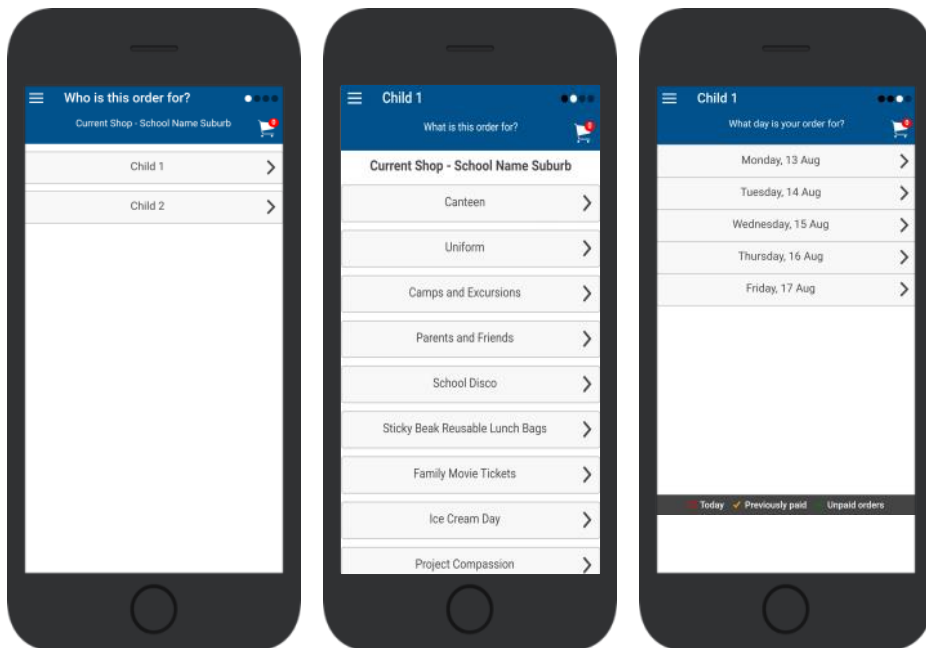 Who is this order for?
Current Shop - School Name Suburb
0
Child 1
Child 2
Child 1
What is this order for?
0
Current Shop - School Name Suburb
Canteen
Uniform
Camps and Excursions
Parents and Friends
School Disco
Sticky Beak Reusable Lunch Bags
Family Movie Tickets
Ice Cream Day
Project Compassion
Child 1
What day is your order for?
0
Monday, 13 Aug
Tuesday, 14 Aug
Wednesday, 15 Aug
Thursday, 16 Aug
Friday, 17 Aug
Today ✓ Previously paid Unpaid orders